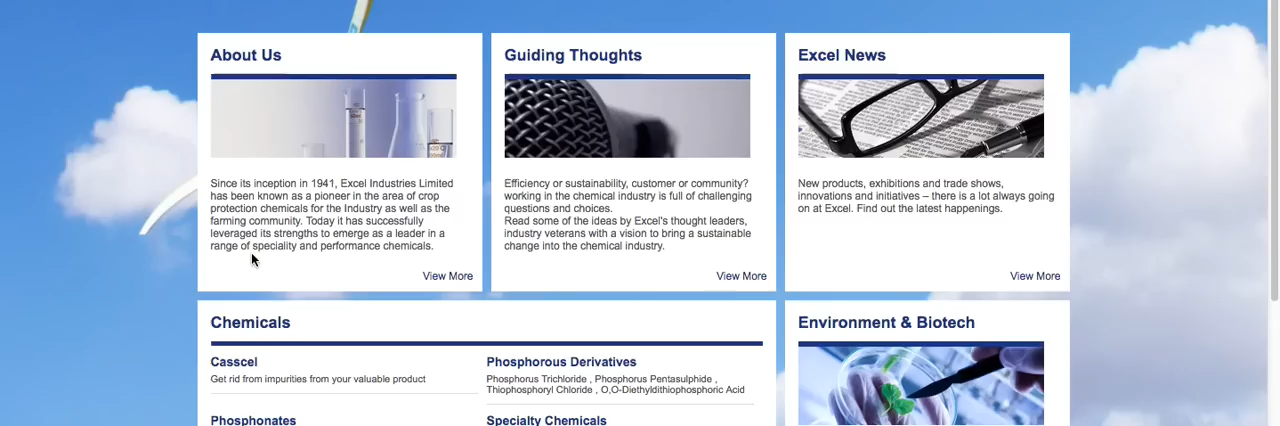 About Us
Since its inception in 1941, Excel Industries Limited
has been known as a pioneer in the area of crop
protection chemicals for the Industry as well as the
farming community. Today it has successfully
leveraged its strengths to emerge as a leader in a
range of speciality and performance chemicals.
View More
Guiding Thoughts
Efficiency or sustainability, customer or community?
working in the chemical industry is full of challenging
questions and choices.
Read some of the ideas by Excel's thought leaders,
industry veterans with a vision to bring a sustainable
change into the chemical industry.
View More
Excel News
New products, exhibitions and trade shows,
innovations and initiatives – there is a lot always going
on at Excel. Find out the latest happenings.
View More
Chemicals
Casscel
Get rid from impurities from your valuable product
Phosphorous Derivatives
Phosphorus Trichloride , Phosphorus Pentasulphide ,
Thiophosphoryl Chloride , O,O-Diethyldithiophosphoric Acid
Phosphonates
Specialty Chemicals
Environment & Biotech